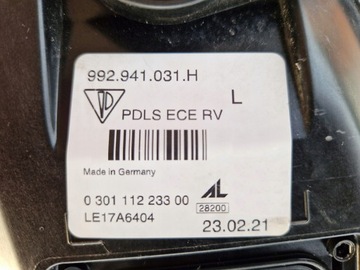 992.941.031.H
L
PDLS ECE RV
Made in Germany
0 301 112 233 00
AL
28200
LE17A6404
23.02.21